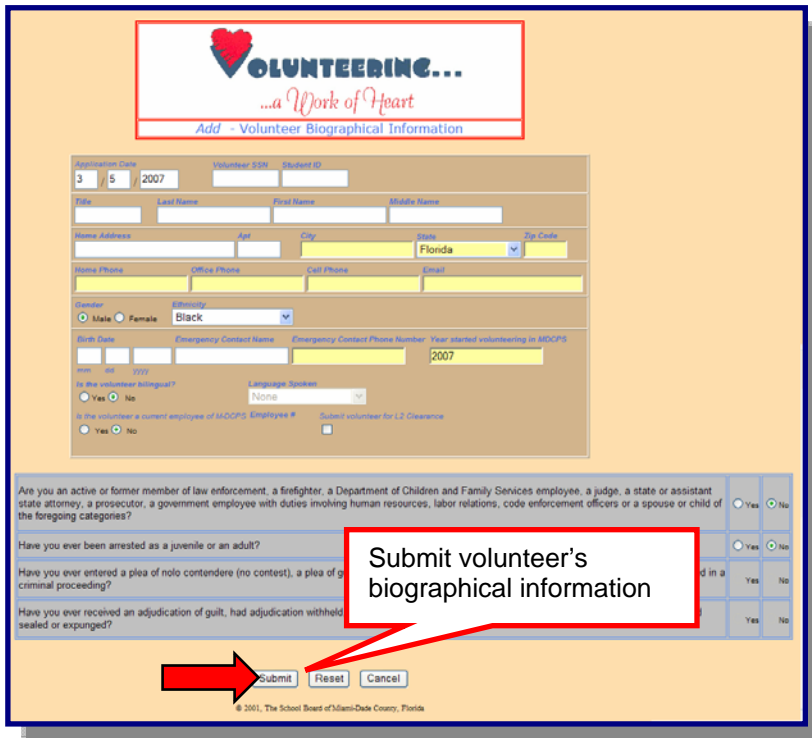 VOLUNTEERING...
...a Work of Heart
Add - Volunteer Biographical Information
Application Date Volunteer SSN Student ID
3 / 5 / 2007
Title Last Name First Name Middle Name
Home Address Apt City State Zip Code
Florida
Home Phone Office Phone Cell Phone Email
Gender Ethnicity
Male Female Black
Birth Date Emergency Contact Name Emergency Contact Phone Number Year started volunteering in MDCPS
2007
mm dd yyyy
Is the volunteer bilingual? Language Spoken
Yes No None
Is the volunteer a current employee of M-DCPS Employee # Submit volunteer for L2 Clearance
Yes No
Are you an active or former member of law enforcement, a firefighter, a Department of Children and Family Services employee, a judge, a state or assistant
state attorney, a prosecutor, a government employee with duties involving human resources, labor relations, code enforcement officers or a spouse or child of
the foregoing categories? Yes No
Have you ever been arrested as a juvenile or an adult? Yes No
Submit volunteer's
biographical information
Have you ever entered a plea of nolo contendere (no contest), a plea of in a
criminal proceeding? Yes No
Have you ever received an adjudication of guilt, had adjudication withheld,
sealed or expunged? Yes No
Submit Reset Cancel
© 2001, The School Board of Miami-Dade County, Florida